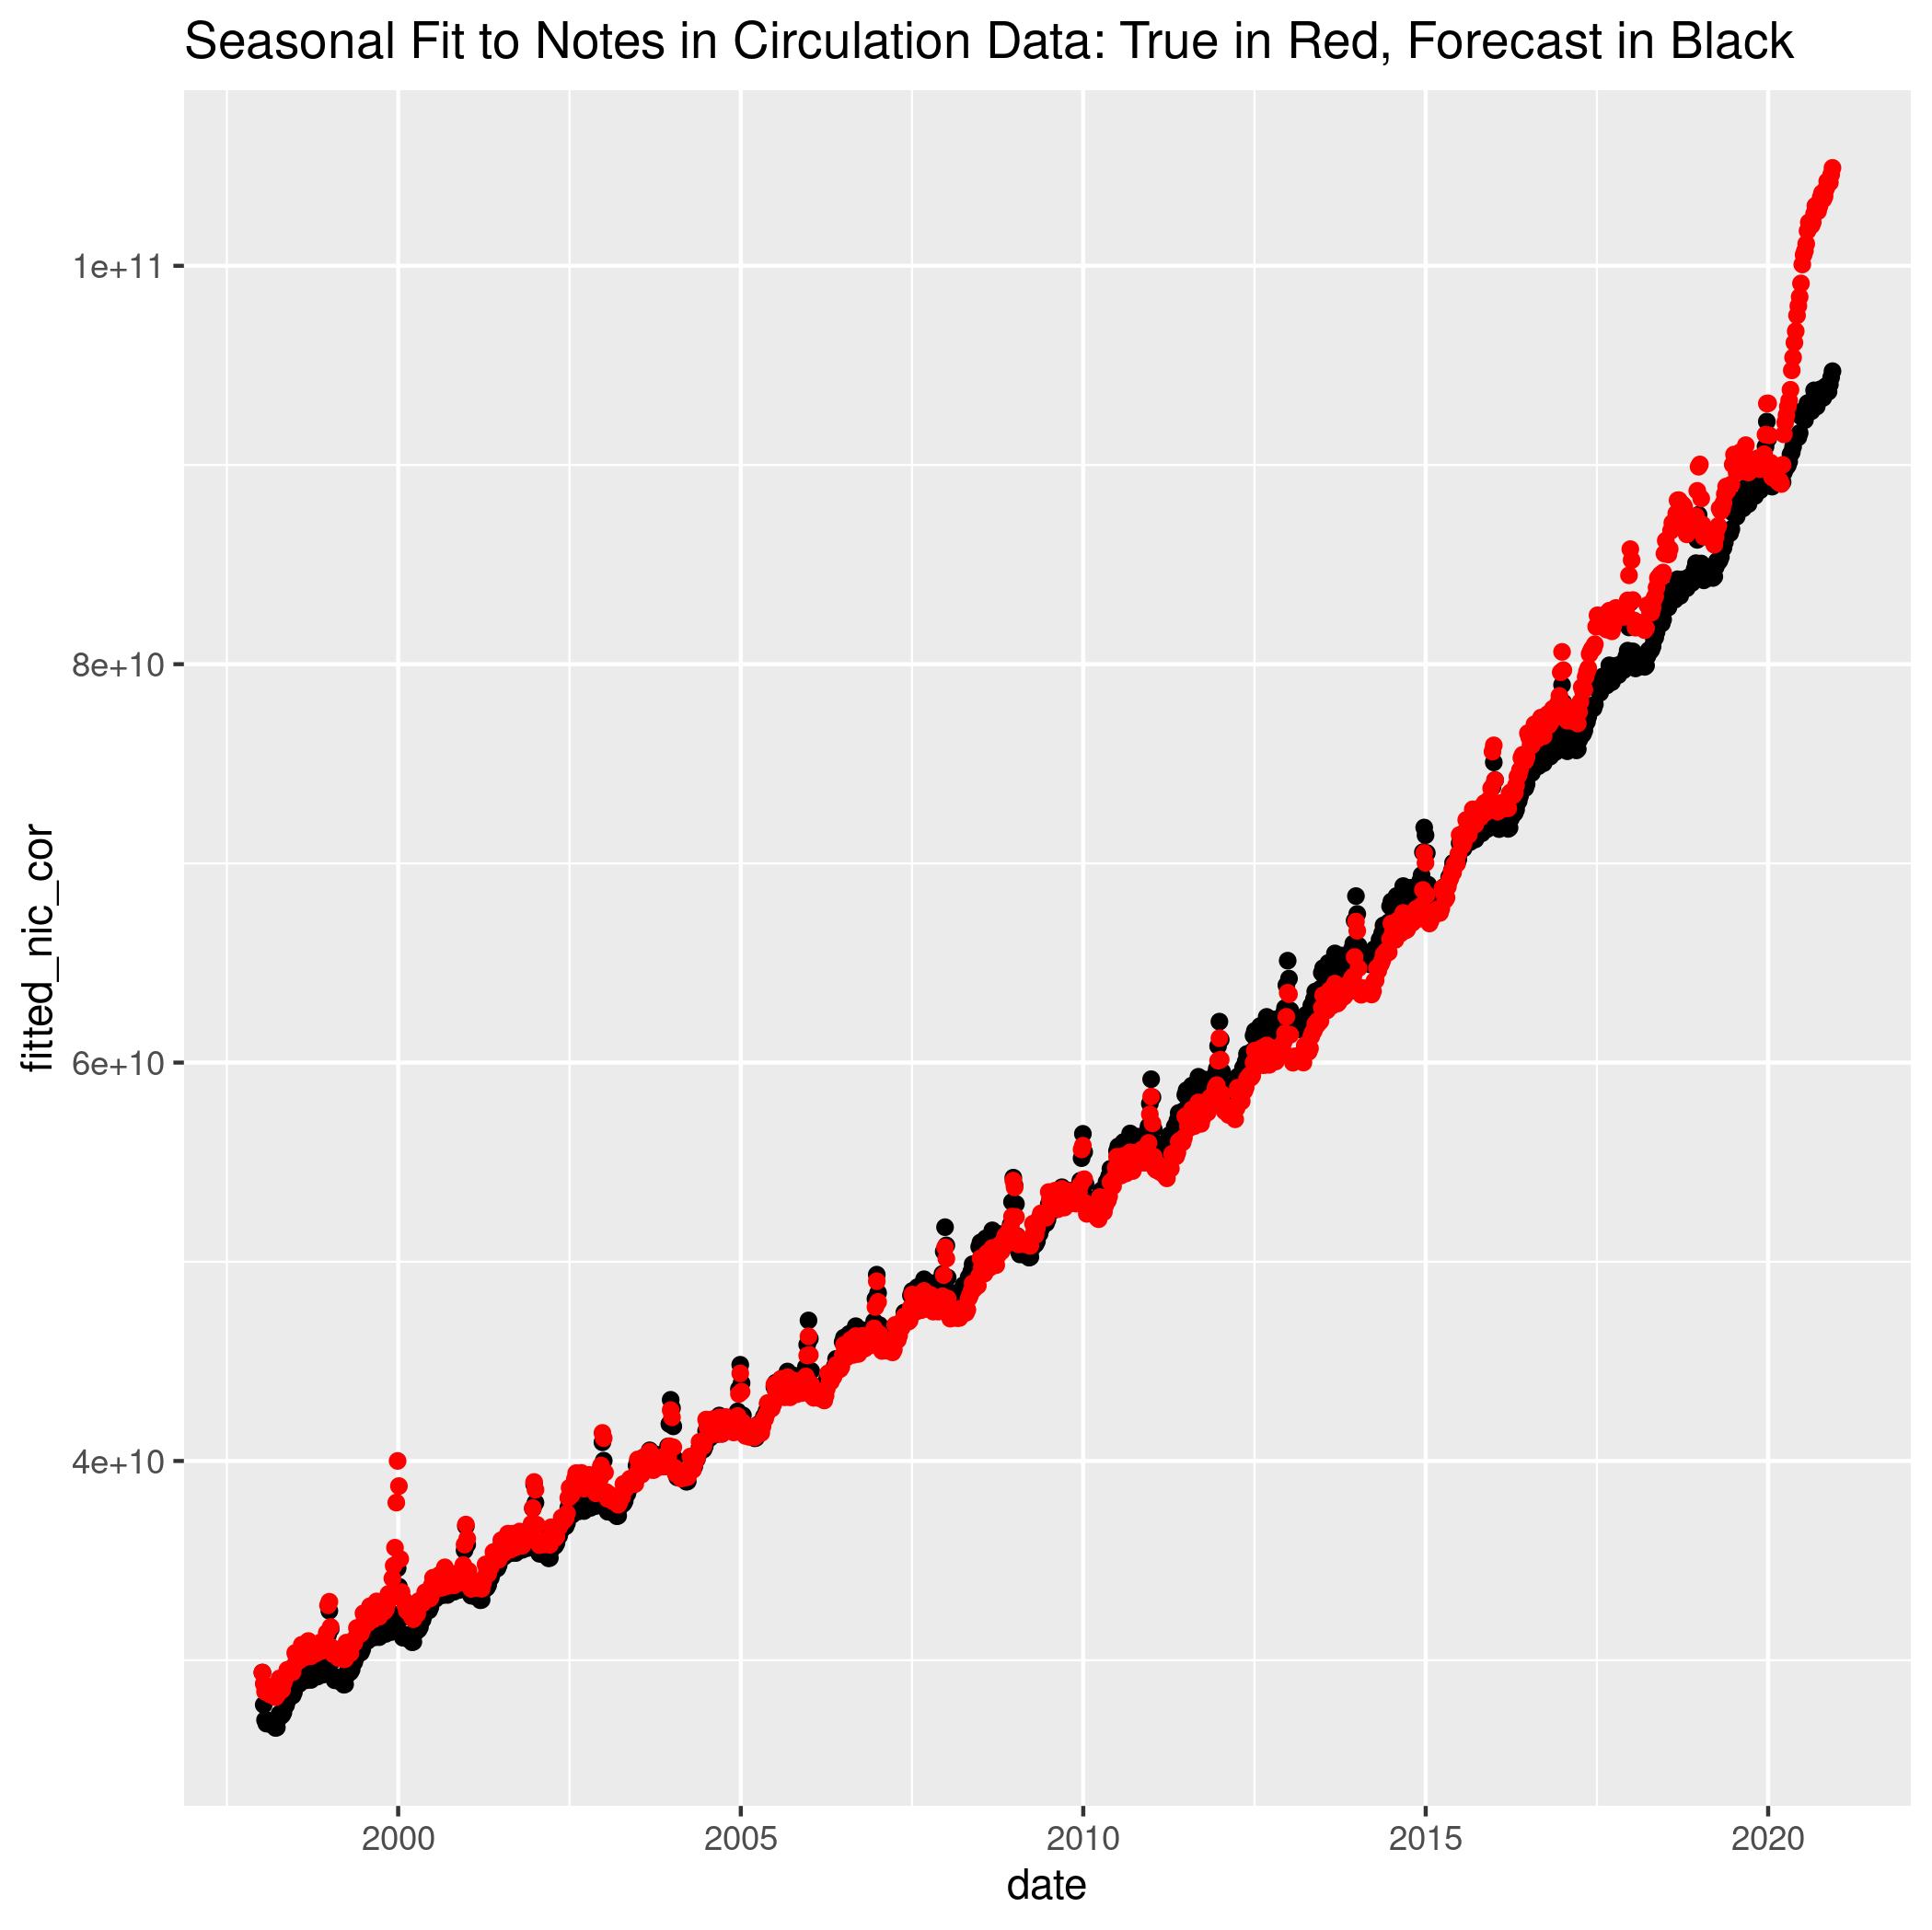 Seasonal Fit to Notes in Circulation Data: True in Red, Forecast in Black
fitted_nic_cor
1e+11
8e+10
6e+10
4e+10
2000
2005
2010
2015
2020
date